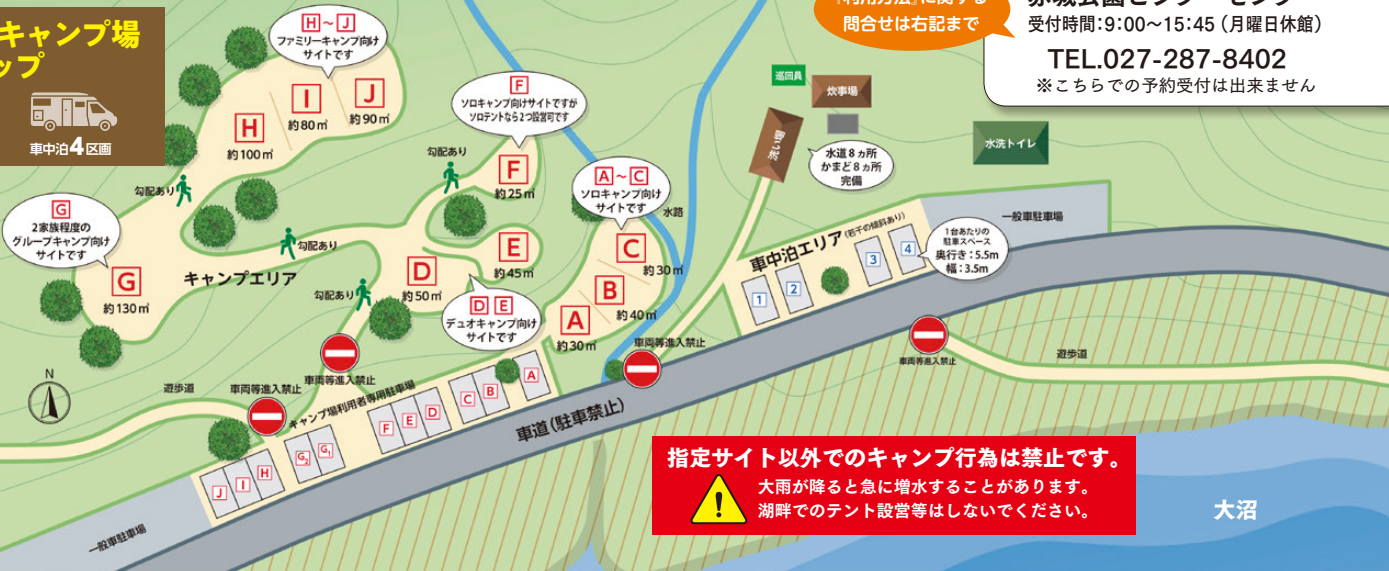 キャンプ場
ップ
車中泊4区画
『利用方法』に関する
問合せは右記まで
赤城公園ビジターセンター
受付時間:9:00〜15:45（月曜日休館）
TEL.027-287-8402
※こちらでの予約受付は出来ません
H〜J
ファミリーキャンプ向け
サイトです
H
約100㎡
I
約80㎡
J
約90㎡
F
ソロキャンプ向けサイトですが
ソロテントなら2つ設営可です
勾配あり
F
約25㎡
A〜C
ソロキャンプ向け
サイトです
巡回員
炊事場
洗い場
水道8ヵ所
かまど8ヵ所
完備
水洗トイレ
勾配あり
G
2家族程度の
グループキャンプ向け
サイトです
G
約130㎡
キャンプエリア
勾配あり
勾配あり
E
約45㎡
D
約50㎡
D E
デュオキャンプ向け
サイトです
水路
C
約30㎡
B
約40㎡
A
約30㎡
車中泊エリア(若干の傾斜あり)
1
2
3
4
一般車駐車場
1台あたりの
駐車スペース
奥行き:5.5m
幅:3.5m
車両等進入禁止
車両等進入禁止
遊歩道
N
遊歩道
車両等進入禁止
車両等進入禁止
キャンプ場利用者専用駐車場
J
I
H
G2
G1
F
E
D
C
B
A
車道(駐車禁止)
一般車駐車場
指定サイト以外でのキャンプ行為は禁止です。
大雨が降ると急に増水することがあります。
湖畔でのテント設営等はしないでください。
大沼